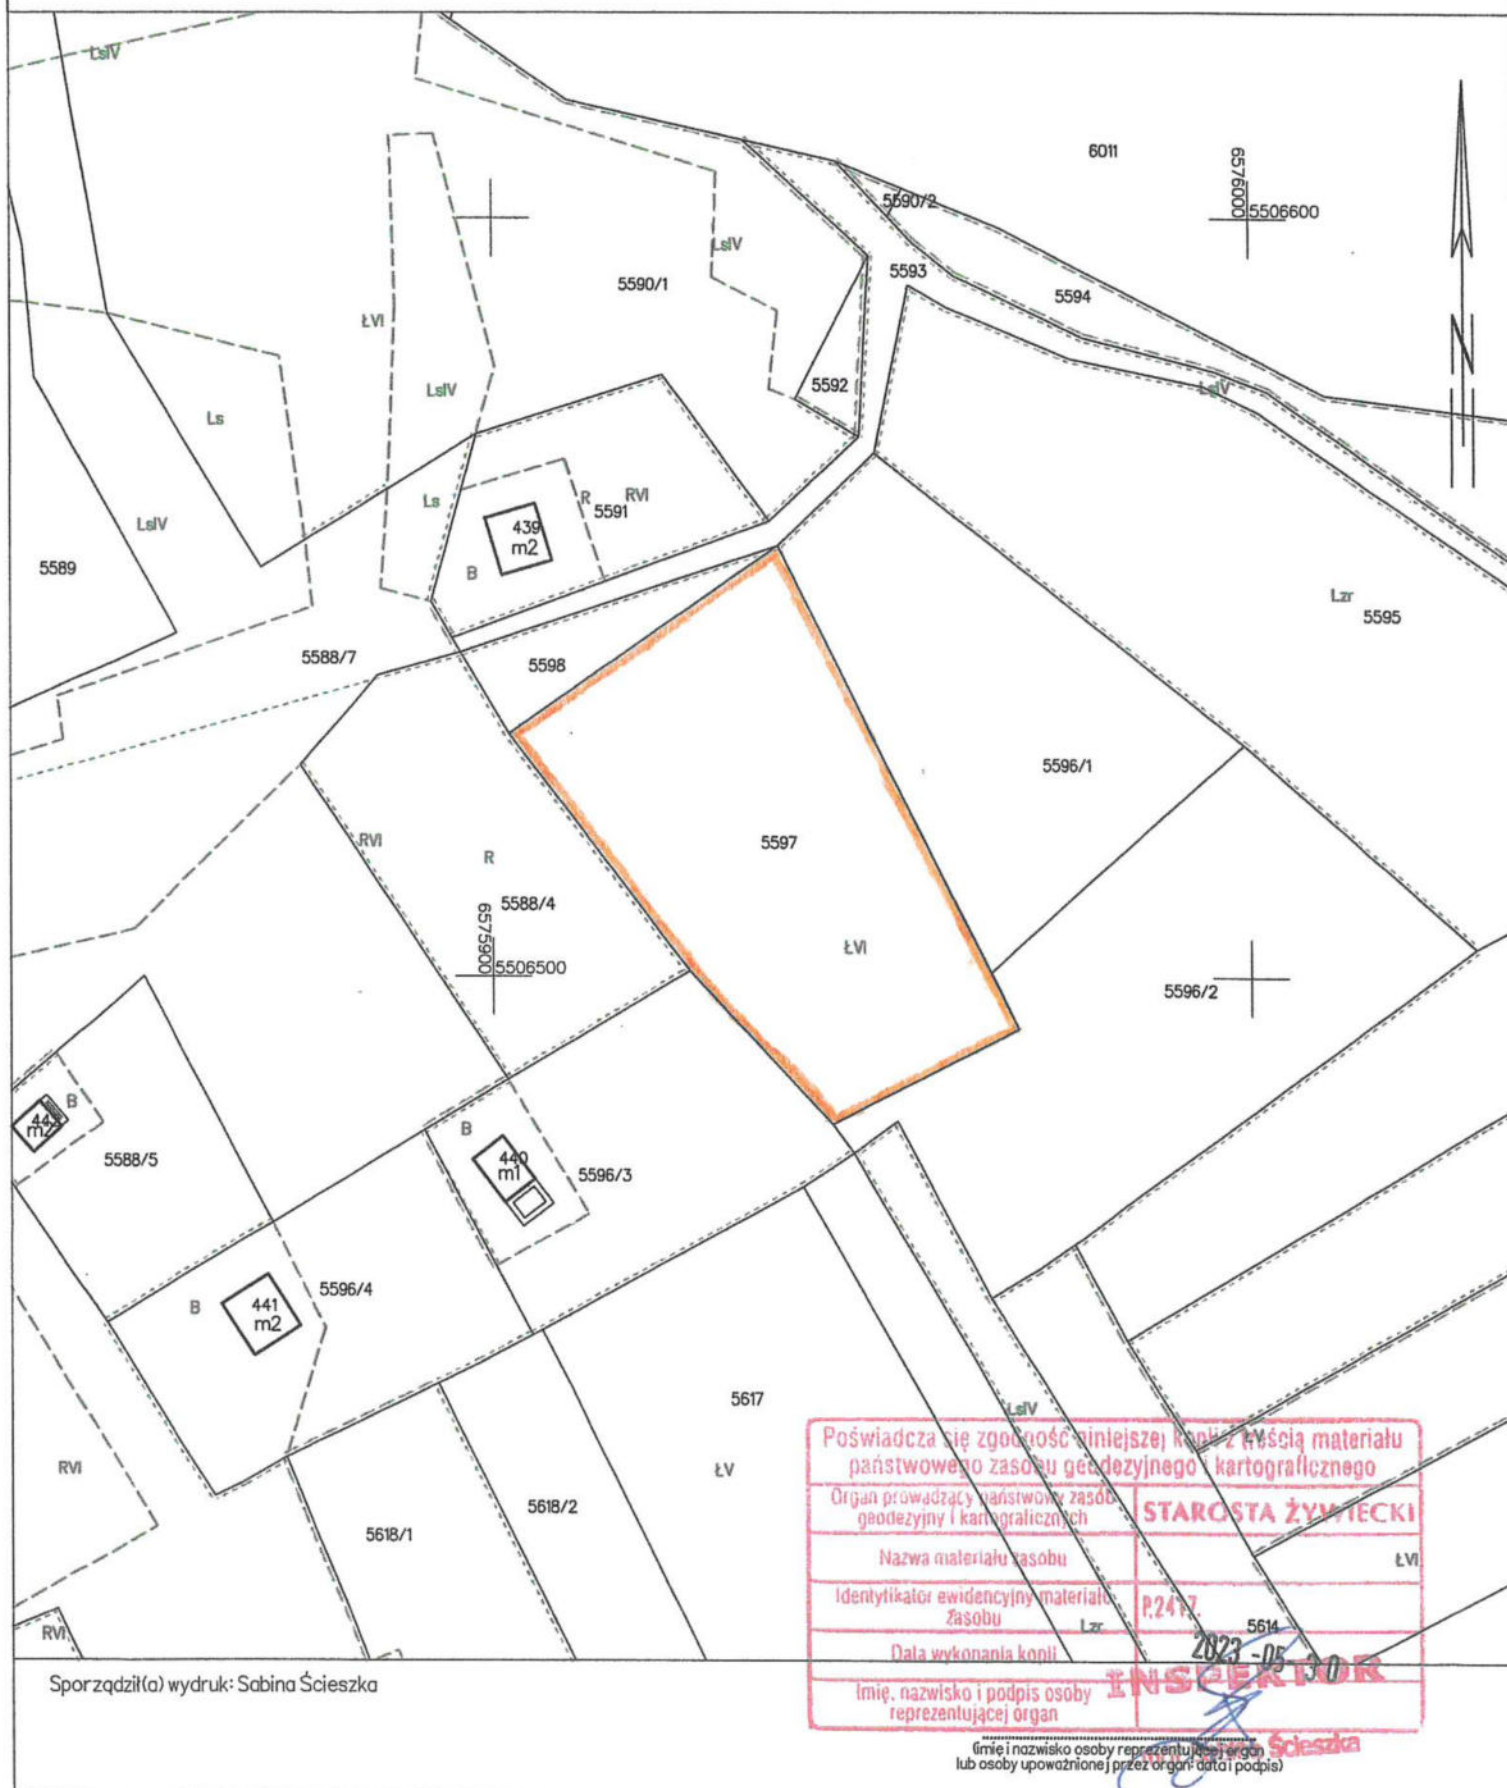 LsIV
6011
6576000
5506600
5590/2
LsIV
5593
5590/1
5594
ŁVI
5592
LsIV
LsIV
Ls
Ls
R
RVI
5591
LsIV
439
m2
B
5589
Lzr
5595
5588/7
5598
5596/1
5597
RVI
R
5588/4
ŁVI
6575900
5506500
5596/2
N
B
m2
B
440
m1
5596/3
5588/5
5596/4
B
441
m2
5617
LsIV
ŁV
RVI
ŁV
5618/2
5618/1
ŁVI
Lzr
5614
RVI
Poświadcza się zgodność niniejszej kopii z treścią materiału
państwowego zasobu geodezyjnego i kartograficznego
Organ prowadzący państwowy zasób
geodezyjny i kartograficznych
STAROSTA ŻYWIECKI
Nazwa materiału zasobu
Identyfikator ewidencyjny materiału
zasobu
P.2417.
Data wykonania kopii
2023 -05- 30
INSPEKTOR
Imię, nazwisko i podpis osoby
reprezentującej organ
Ścieszka
Sporządził(a) wydruk: Sabina Ścieszka
(imię i nazwisko osoby reprezentującej organ
lub osoby upoważnionej przez organ: data i podpis)